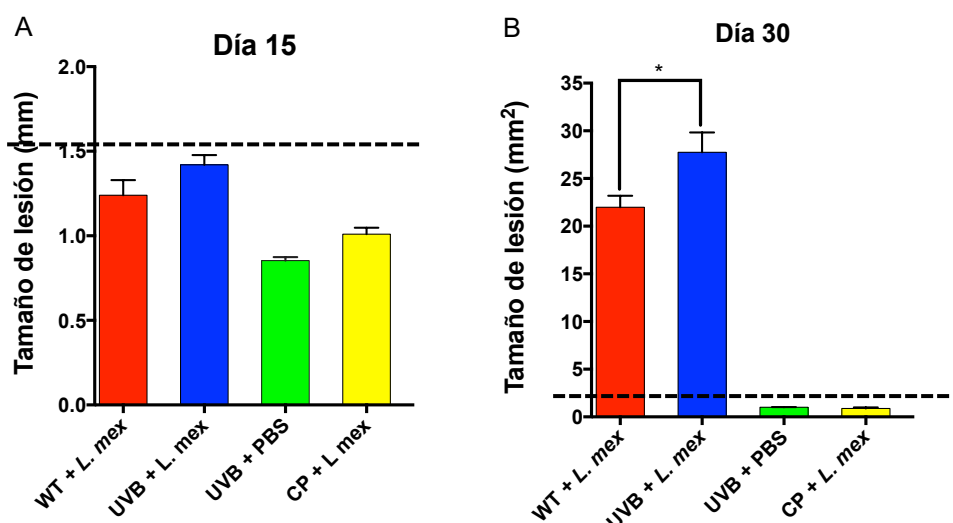 A
Día 15
Tamaño de lesión (mm)
2.0
1.5
1.0
0.5
0.0
WT + L. mex
UVB + L. mex
UVB + PBS
CP + L mex
B
Día 30
*
Tamaño de lesión (mm²)
35
30
25
20
15
10
5
0
WT + L. mex
UVB + L. mex
UVB + PBS
CP + L. mex